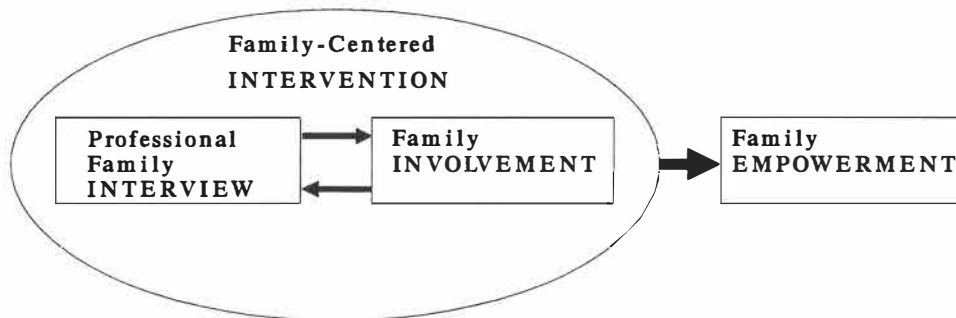 Family-Centered
INTERVENTION
Professional
Family
INTERVIEW
Family
INVOLVEMENT
Family
EMPOWERMENT